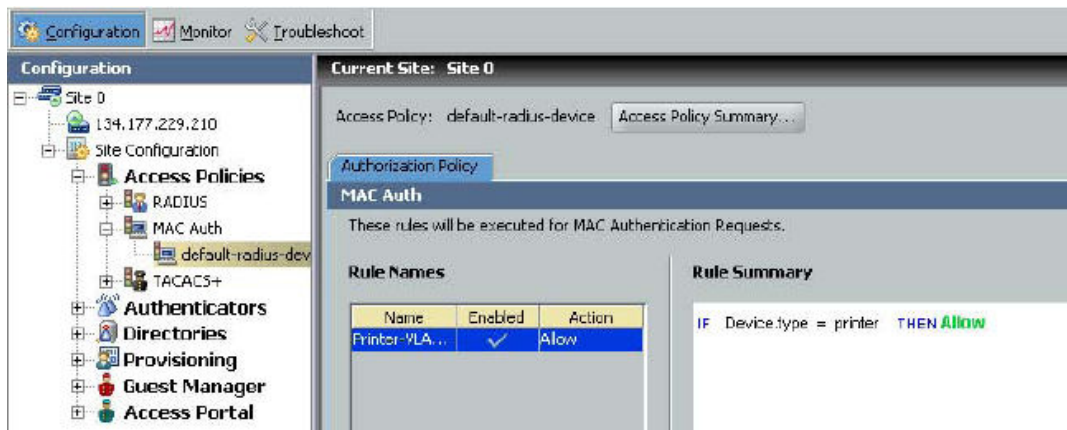 Configuration Monitor Troubleshoot
Configuration
Site 0
134.177.229.210
Site Configuration
Access Policies
RADIUS
MAC Auth
default-radius-dev
TACACS+
Authenticators
Directories
Provisioning
Guest Manager
Access Portal
Current Site: Site 0
Access Policy: default-radius-device Access Policy Summary...
Authorization Policy
MAC Auth
These rules will be executed for MAC Authentication Requests.
Rule Names
Name Enabled Action
Printer-VLA... Allow
Rule Summary
IF Device.type = printer THEN Allow